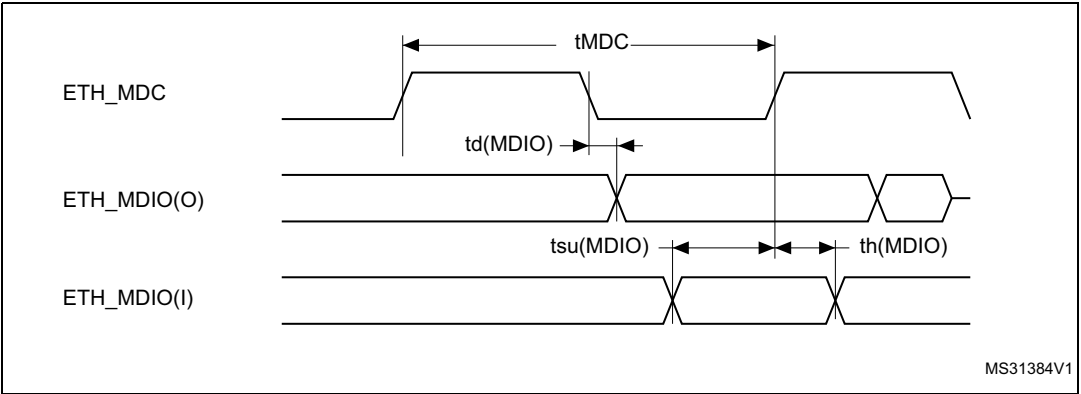 tMDC
ETH_MDC
td(MDIO)
ETH_MDIO(O)
tsu(MDIO)
th(MDIO)
ETH_MDIO(I)
MS31384V1